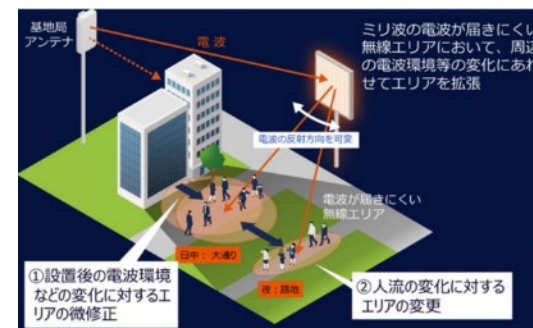 基地局
アンテナ
電波
ミリ波の電波が届きにくい
無線エリアにおいて、周辺
の電波環境等の変化にあわ
せてエリアを拡張
電波の反射方向を可変
電波が届きにくい
無線エリア
日中：大通り
夜：路地
①設置後の電波環境
などの変化に対するエ
リアの微修正
②人流の変化に対する
エリアの変更